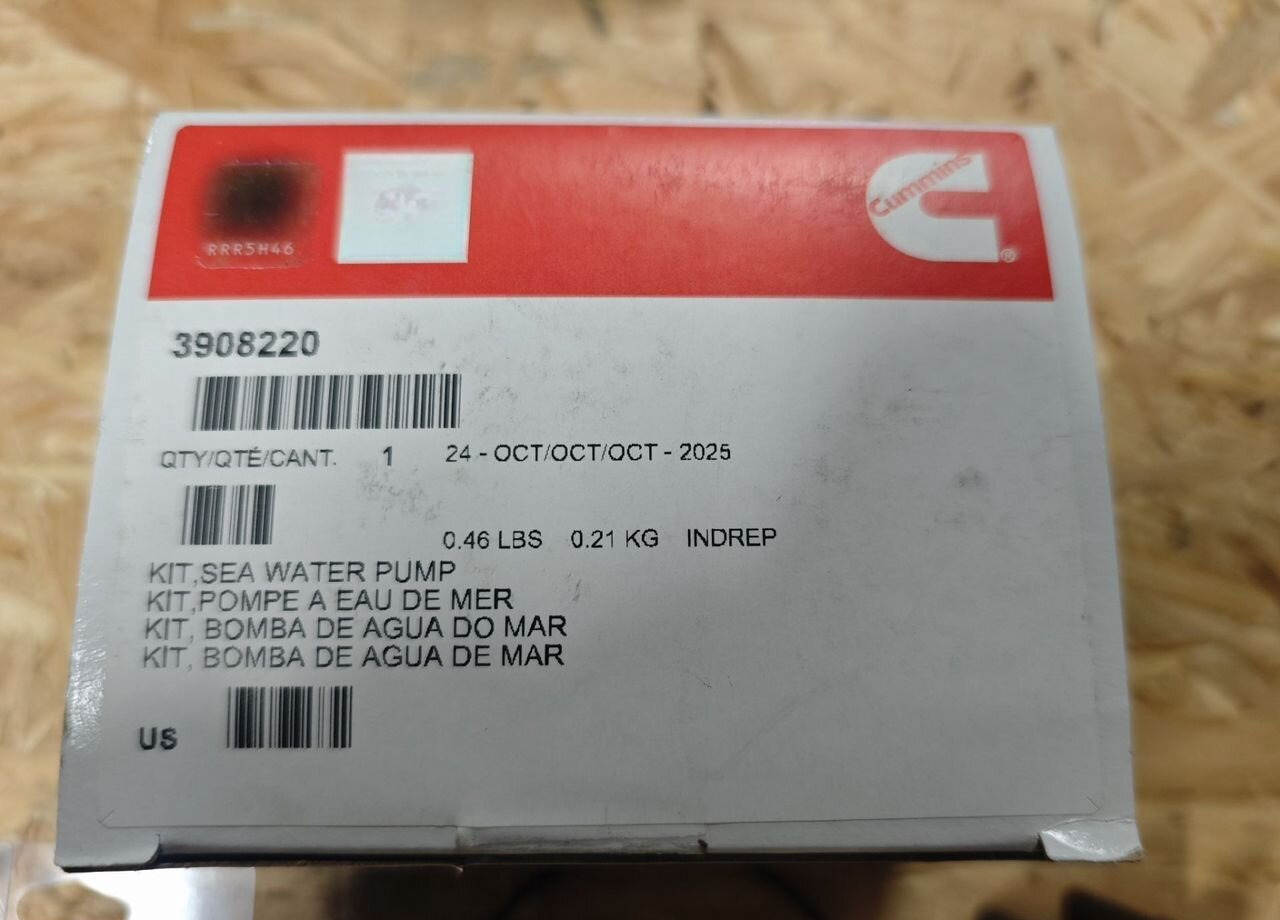 Cummins
®
RRR5H46
3908220
QTY/QTÉ/CANT. 1 24 - OCT/OCT/OCT - 2025
0.46 LBS 0.21 KG INDREP
KIT,SEA WATER PUMP
KIT,POMPE A EAU DE MER
KIT, BOMBA DE AGUA DO MAR
KIT, BOMBA DE AGUA DE MAR
US